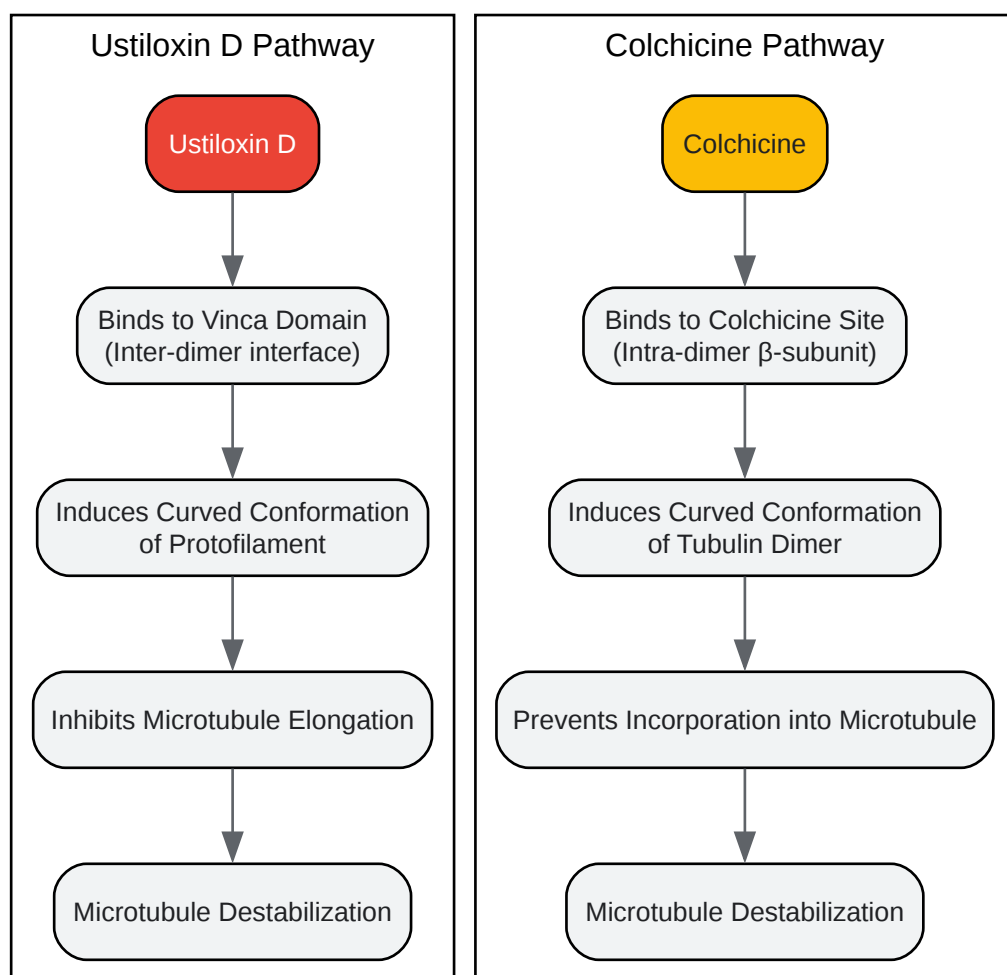 Ustiloxin D Pathway
Ustiloxin D
Binds to Vinca Domain
(Inter-dimer interface)
Induces Curved Conformation
of Protofilament
Inhibits Microtubule Elongation
Microtubule Destabilization
Colchicine Pathway
Colchicine
Binds to Colchicine Site
(Intra-dimer β-subunit)
Induces Curved Conformation
of Tubulin Dimer
Prevents Incorporation into Microtubule
Microtubule Destabilization